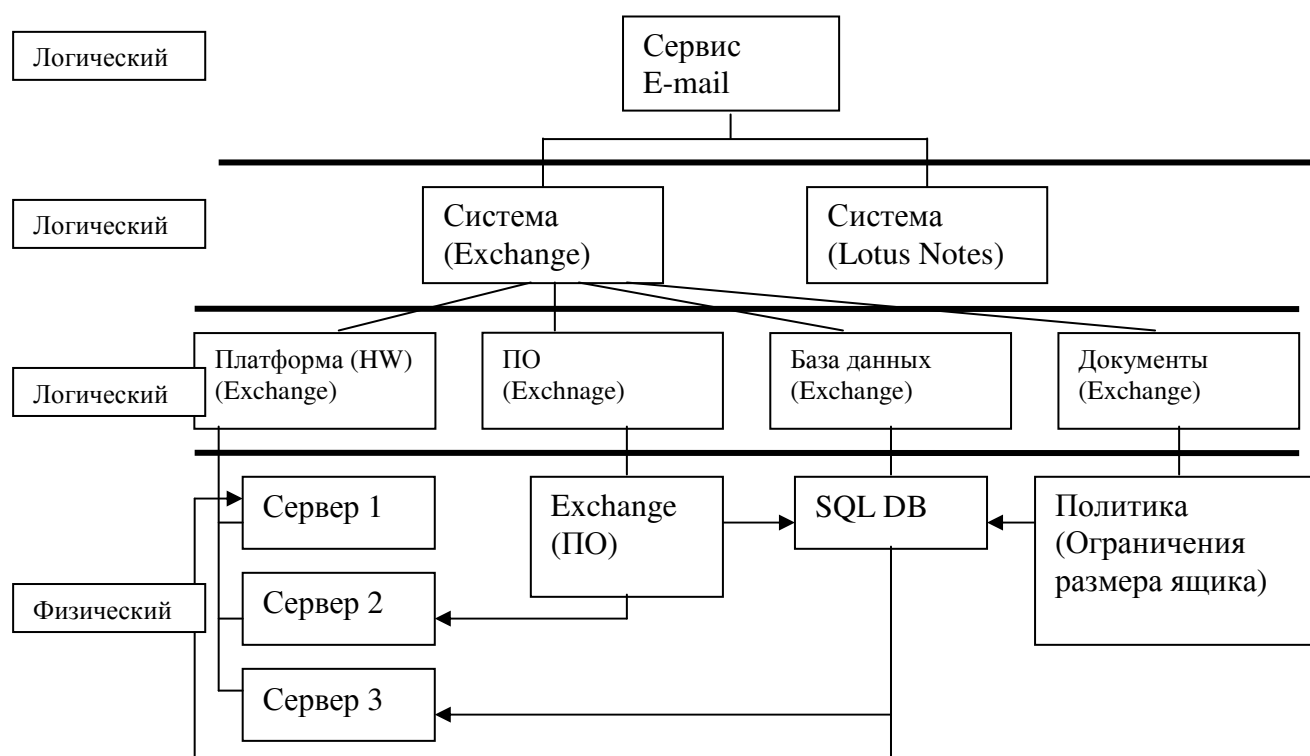 Логический
Сервис
E-mail
Логический
Система
(Exchange)
Система
(Lotus Notes)
Логический
Платформа (HW)
(Exchange)
ПО
(Exchnage)
База данных
(Exchange)
Документы
(Exchange)
Физический
Сервер 1
Exchange
(ПО)
SQL DB
Политика
(Ограничения
размера ящика)
Сервер 2
Сервер 3